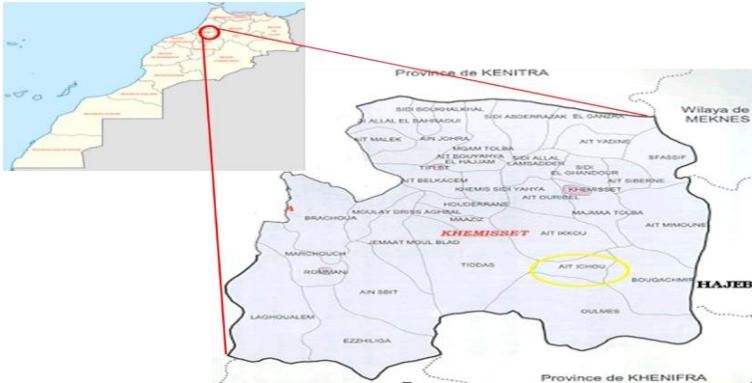 Province de KENITRA
Wilaya de
MEKNES
SIDI BOUKHALKHAL
SIDI ABDERRAZAK
EL GANZRA
SIDI ALLAL EL BAHRAOUI
AIT MALEK
AIN JOHRA
AIT YADINE
MQAM TOLBA
AIT BOUYAHYA
EL HAJJAM
SIDI ALLAL
LAMSADDER
SFASSIF
TIFLET
SIDI
EL GHANDOUR
AIT BELKACEM
AIT SIBERNE
KHEMIS SIDI YAHYA
KHEMISSET
AIT OURIBEL
HOUDERRANE
BRACHOUA
MOULAY DRISS AGHBAL
MAAZIZ
MAJMAA TOLBA
AIT MIMOUNE
KHEMISSET
AIT IKKOU
JEMAAT MOUL BLAD
MARCHOUCH
ROMMANI
TIDDAS
AIT ICHOU
BOUQACHMIR
HAJEB
AIN SBIT
OULMES
LAGHOUALEM
EZZHILIGA
Province de KHENIFRA